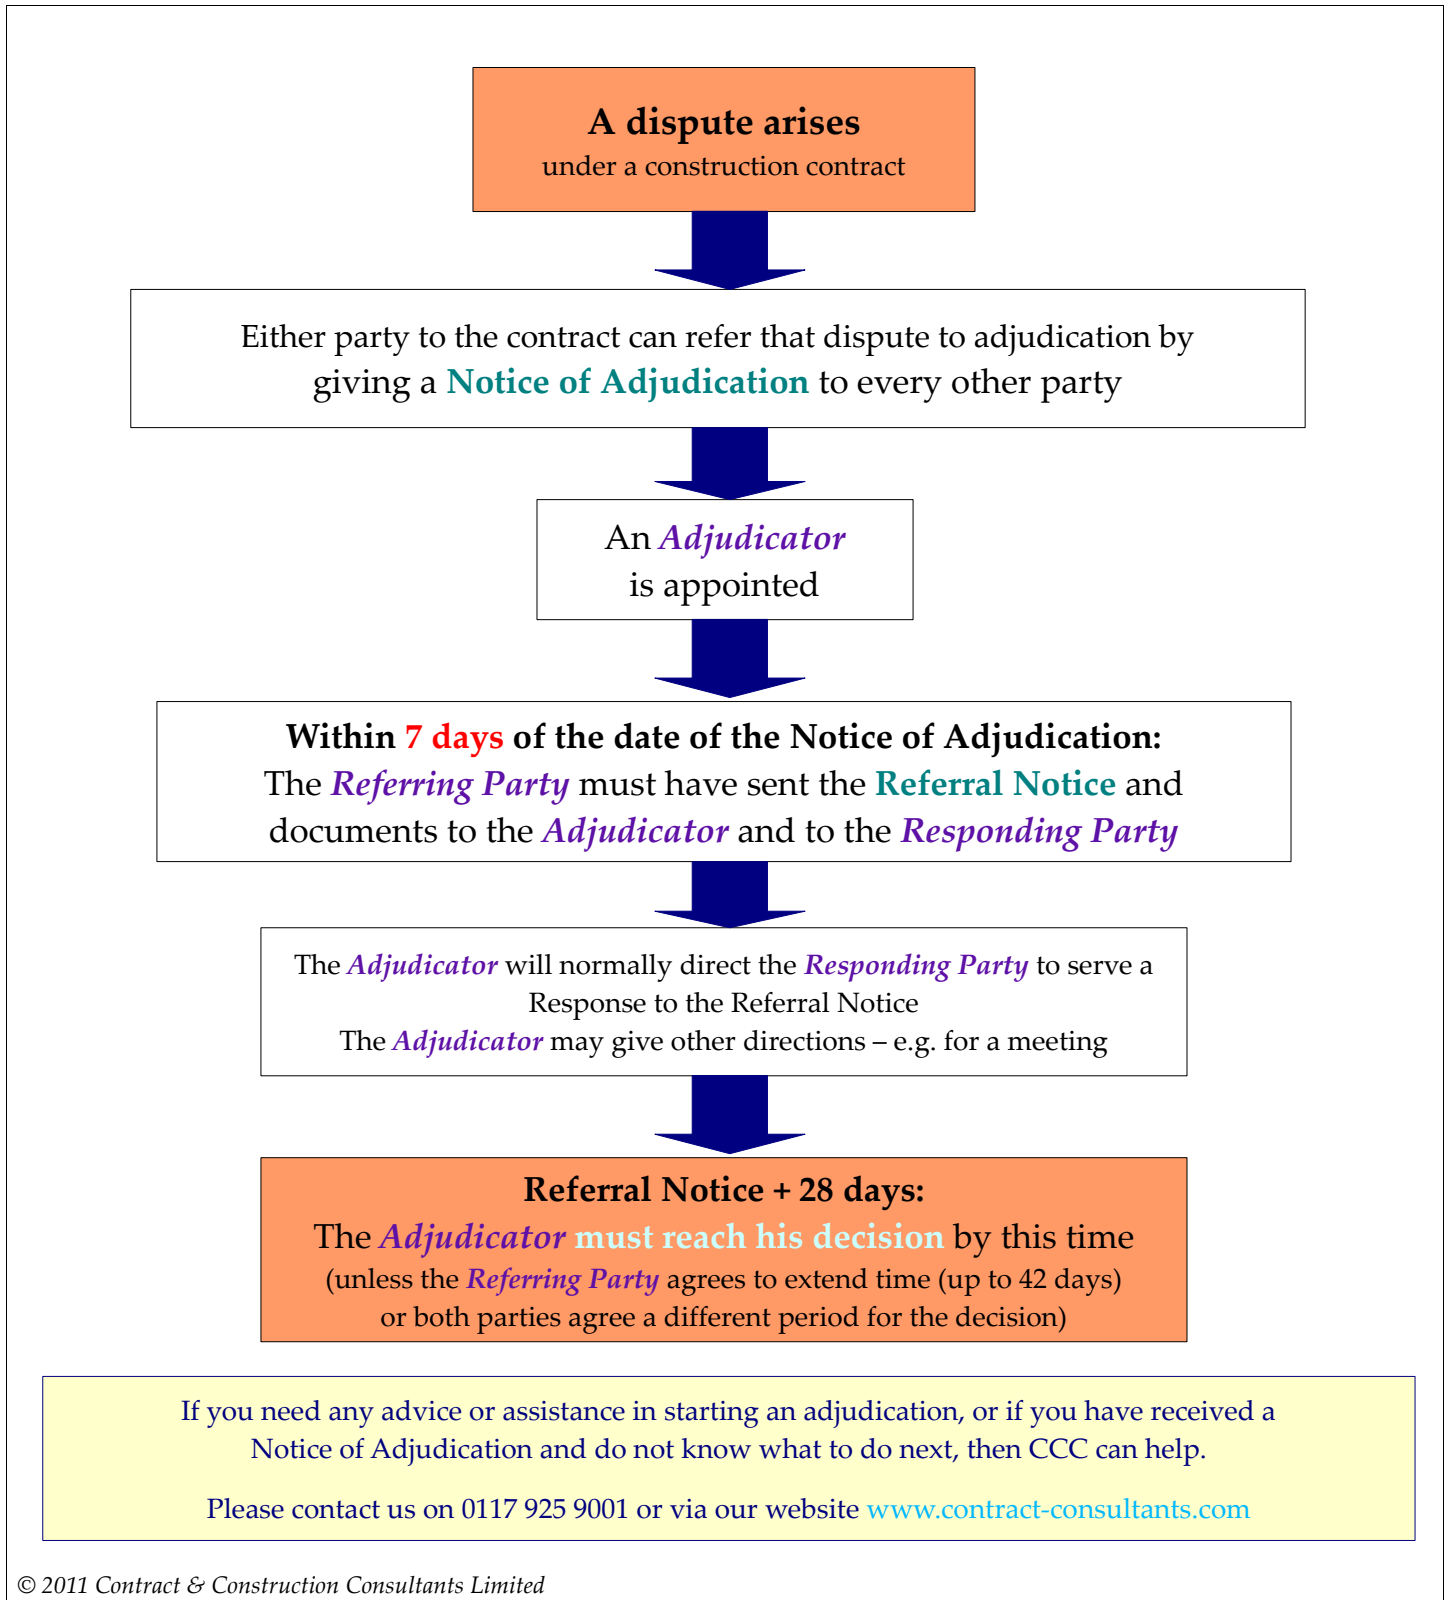 A dispute arises
under a construction contract
Either party to the contract can refer that dispute to adjudication by
giving a Notice of Adjudication to every other party
An Adjudicator
is appointed
Within 7 days of the date of the Notice of Adjudication:
The Referring Party must have sent the Referral Notice and
documents to the Adjudicator and to the Responding Party
The Adjudicator will normally direct the Responding Party to serve a
Response to the Referral Notice
The Adjudicator may give other directions – e.g. for a meeting
Referral Notice + 28 days:
The Adjudicator must reach his decision by this time
(unless the Referring Party agrees to extend time (up to 42 days)
or both parties agree a different period for the decision)
If you need any advice or assistance in starting an adjudication, or if you have received a
Notice of Adjudication and do not know what to do next, then CCC can help.
Please contact us on 0117 925 9001 or via our website www.contract-consultants.com
© 2011 Contract & Construction Consultants Limited